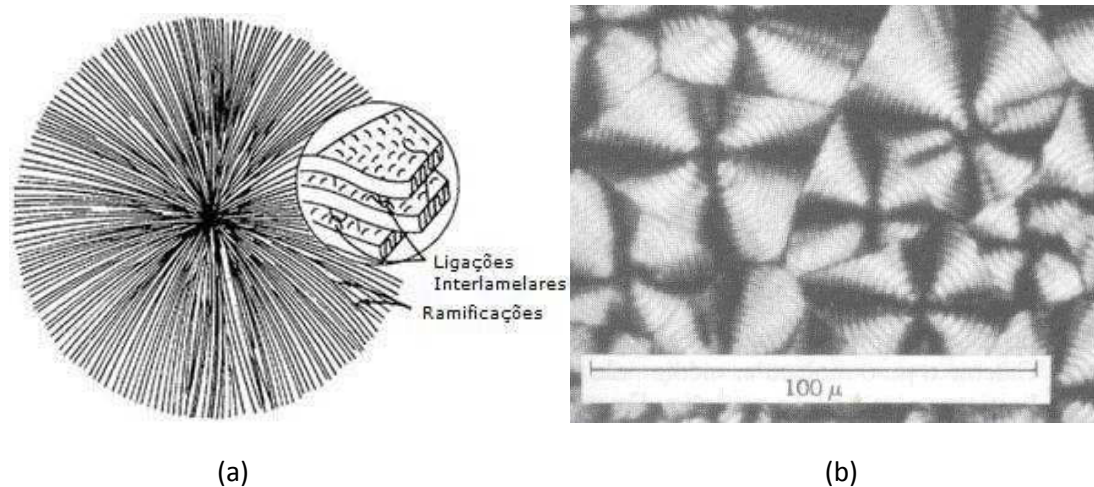 Ligações
Interlamelares
Ramificações
100 μ
(a)
(b)